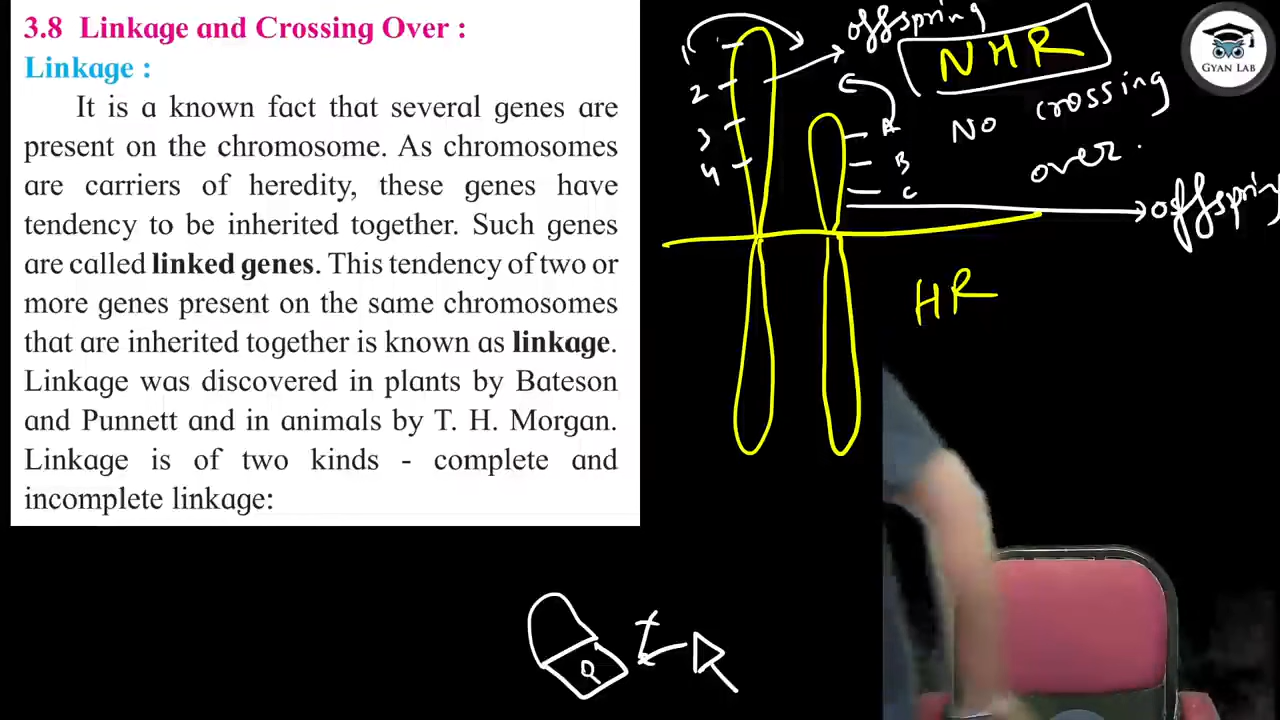 3.8 Linkage and Crossing Over :
Linkage :
It is a known fact that several genes are
present on the chromosome. As chromosomes
are carriers of heredity, these genes have
tendency to be inherited together. Such genes
are called linked genes. This tendency of two or
more genes present on the same chromosomes
that are inherited together is known as linkage.
Linkage was discovered in plants by Bateson
and Punnett and in animals by T. H. Morgan.
Linkage is of two kinds - complete and
incomplete linkage:
offspring
NHR
No crossing
over.
1
2
3
4
A
B
C
offspring
HR
GYAN LAB